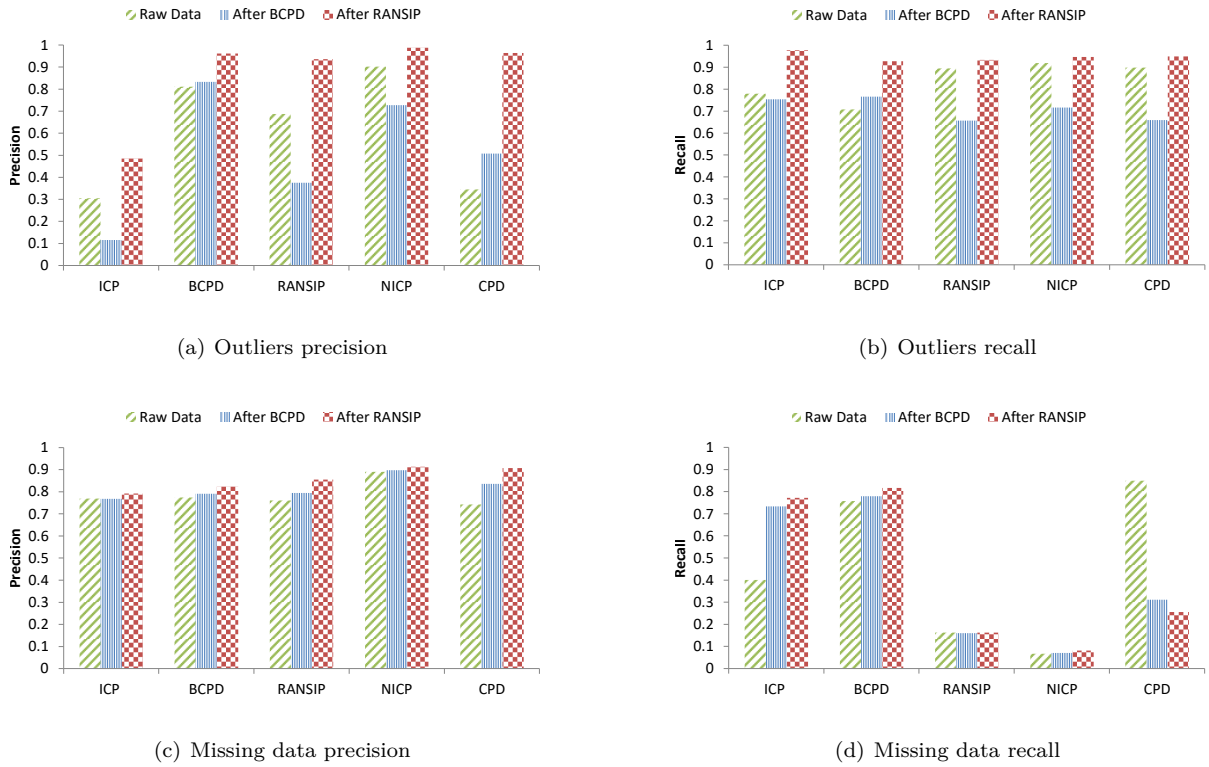 Raw Data After BCPD After RANSIP
1
0.9
0.8
0.7
0.6
0.5
0.4
0.3
0.2
0.1
0
Precision
ICP BCPD RANSIP NICP CPD
(a) Outliers precision
Raw Data After BCPD After RANSIP
1
0.9
0.8
0.7
0.6
0.5
0.4
0.3
0.2
0.1
0
Recall
ICP BCPD RANSIP NICP CPD
(b) Outliers recall
Raw Data After BCPD After RANSIP
1
0.9
0.8
0.7
0.6
0.5
0.4
0.3
0.2
0.1
0
Precision
ICP BCPD RANSIP NICP CPD
(c) Missing data precision
Raw Data After BCPD After RANSIP
1
0.9
0.8
0.7
0.6
0.5
0.4
0.3
0.2
0.1
0
Recall
ICP BCPD RANSIP NICP CPD
(d) Missing data recall